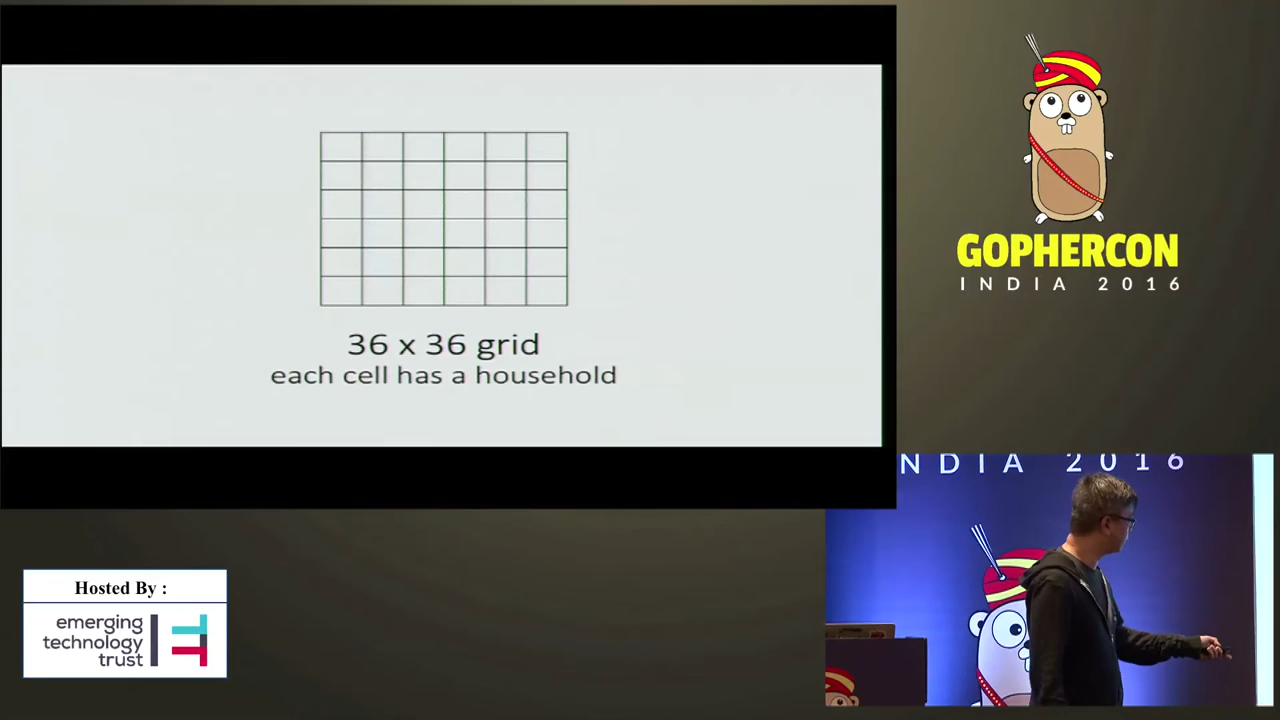 36 x 36 grid
each cell has a household
GOPHERCON
INDIA 2016
NDIA 2016
Hosted By :
emerging
technology
trust